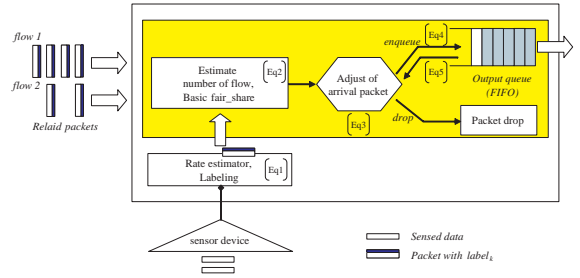 flow 1
flow 2
Relaid packets
Estimate
number of flow,
Basic fair_share
Eq2
Adjust of
arrival packet
Eq3
enqueue
Eq4
Eq5
drop
Output queue
(FIFO)
Packet drop
Rate estimator,
Labeling
Eq1
sensor device
Sensed data
Packet with label k